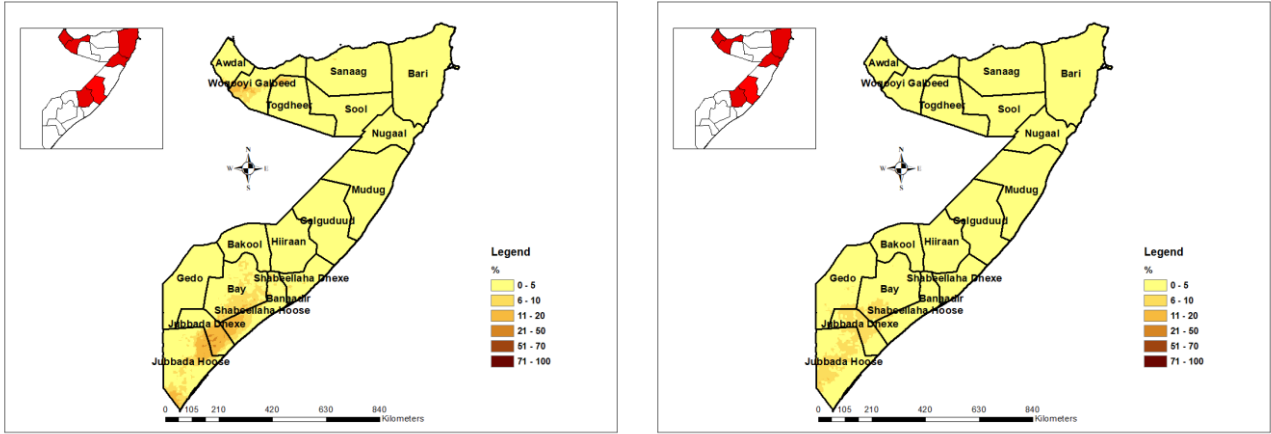 Awdal
Woqooyi Galbeed
Sanaag
Bari
Togdheer
Sool
Nugaal
N
W
E
S
Mudug
Galguduud
Bakool
Hiiraan
Gedo
Bay
Shabeellaha Dhexe
Banaadir
Shabeellaha Hoose
Jubbada Dhexe
Jubbada Hoose
Legend
%
0 - 5
6 - 10
11 - 20
21 - 50
51 - 70
71 - 100
0 105 210 420 630 840
Kilometers
Awdal
Woqooyi Galbeed
Sanaag
Bari
Togdheer
Sool
Nugaal
N
W
E
S
Mudug
Galguduud
Bakool
Hiiraan
Gedo
Bay
Shabeellaha Dhexe
Banaadir
Shabeellaha Hoose
Jubbada Dhexe
Jubbada Hoose
Legend
%
0 - 5
6 - 10
11 - 20
21 - 50
51 - 70
71 - 100
0 105 210 420 630 840
Kilometers